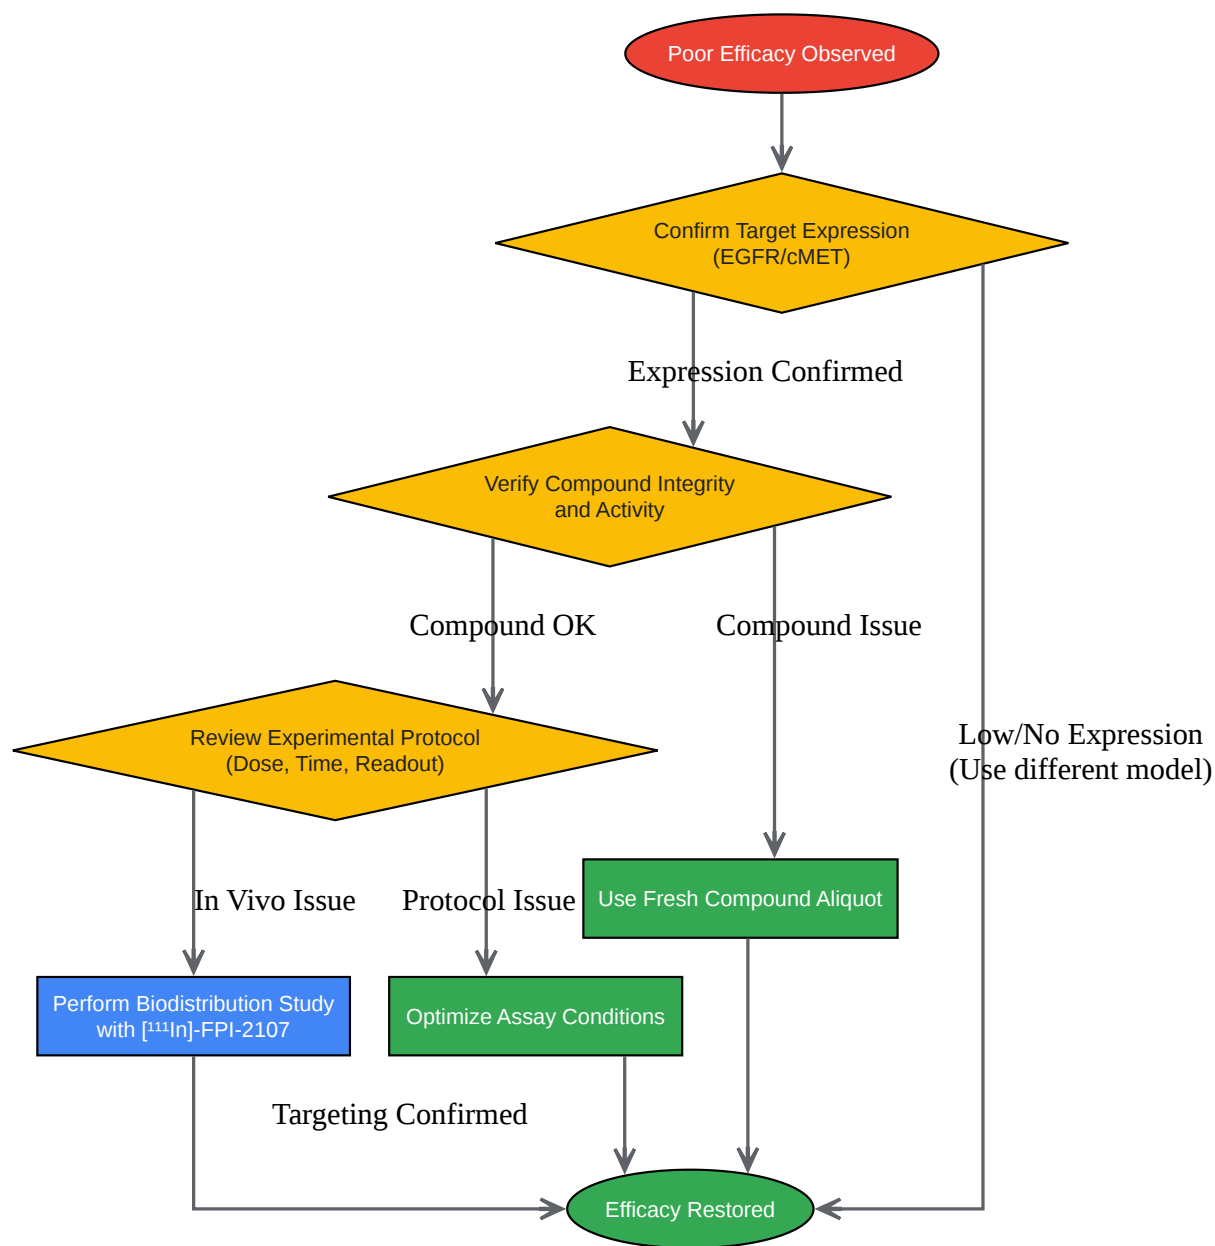 Poor Efficacy Observed
Confirm Target Expression
(EGFR/cMET)
Expression Confirmed
Verify Compound Integrity
and Activity
Compound OK
Compound Issue
Review Experimental Protocol
(Dose, Time, Readout)
Low/No Expression
(Use different model)
In Vivo Issue
Protocol Issue
Use Fresh Compound Aliquot
Perform Biodistribution Study
with [¹¹¹In]-FPI-2107
Optimize Assay Conditions
Targeting Confirmed
Efficacy Restored